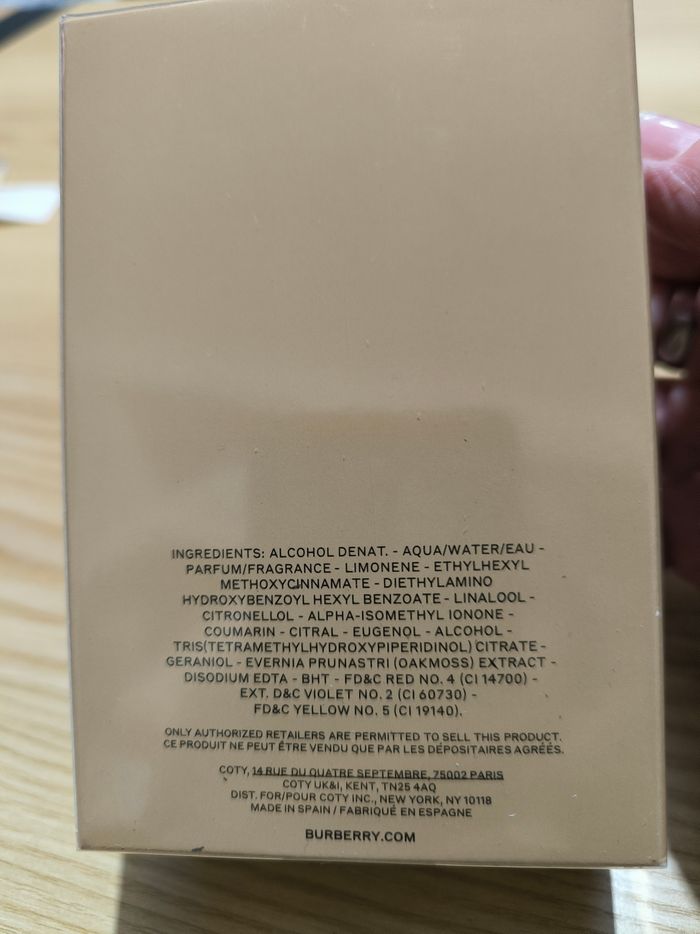 INGREDIENTS: ALCOHOL DENAT. - AQUA/WATER/EAU -
PARFUM/FRAGRANCE - LIMONENE - ETHYLHEXYL
METHOXYCINNAMATE - DIETHYLAMINO
HYDROXYBENZOYL HEXYL BENZOATE - LINALOOL -
CITRONELLOL - ALPHA-ISOMETHYL IONONE -
COUMARIN - CITRAL - EUGENOL - ALCOHOL -
TRIS(TETRAMETHYLHYDROXYPIPERIDINOL) CITRATE -
GERANIOL - EVERNIA PRUNASTRI (OAKMOSS) EXTRACT -
DISODIUM EDTA - BHT - FD&C RED NO. 4 (CI 14700) -
EXT. D&C VIOLET NO. 2 (CI 60730) -
FD&C YELLOW NO. 5 (CI 19140).
ONLY AUTHORIZED RETAILERS ARE PERMITTED TO SELL THIS PRODUCT.
CE PRODUIT NE PEUT ÊTRE VENDU QUE PAR LES DÉPOSITAIRES AGRÉÉS.
COTY, 14 RUE DU QUATRE SEPTEMBRE, 75002 PARIS
COTY UK&I, KENT, TN25 4AQ
DIST. FOR/POUR COTY INC., NEW YORK, NY 10118
MADE IN SPAIN / FABRIQUÉ EN ESPAGNE
BURBERRY.COM